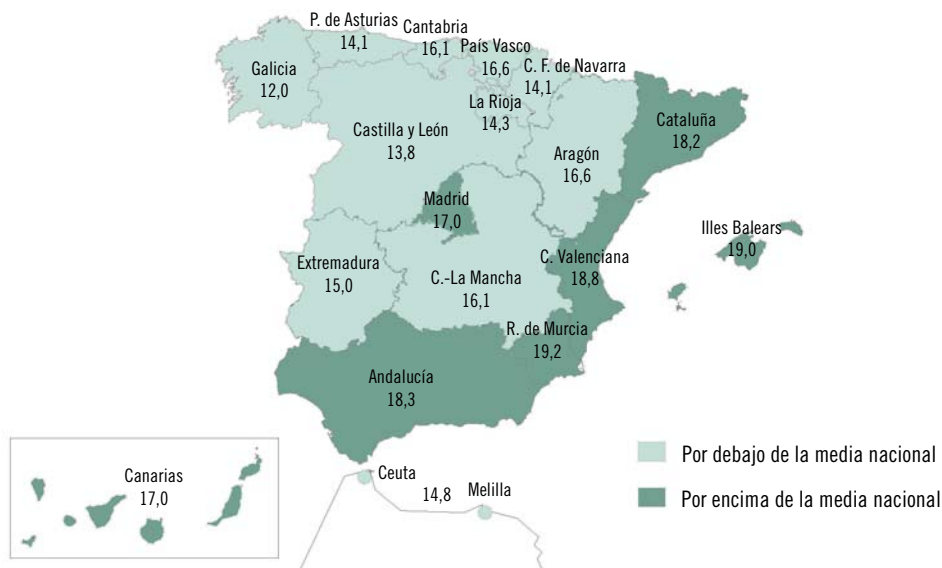 P. de Asturias
14,1
Cantabria
16,1
País Vasco
16,6
C. F. de Navarra
14,1
Galicia
12,0
La Rioja
14,3
Castilla y León
13,8
Cataluña
18,2
Aragón
16,6
Madrid
17,0
Illes Balears
19,0
C. Valenciana
18,8
Extremadura
15,0
C.-La Mancha
16,1
R. de Murcia
19,2
Andalucía
18,3
Canarias
17,0
Ceuta
14,8
Melilla
Por debajo de la media nacional
Por encima de la media nacional